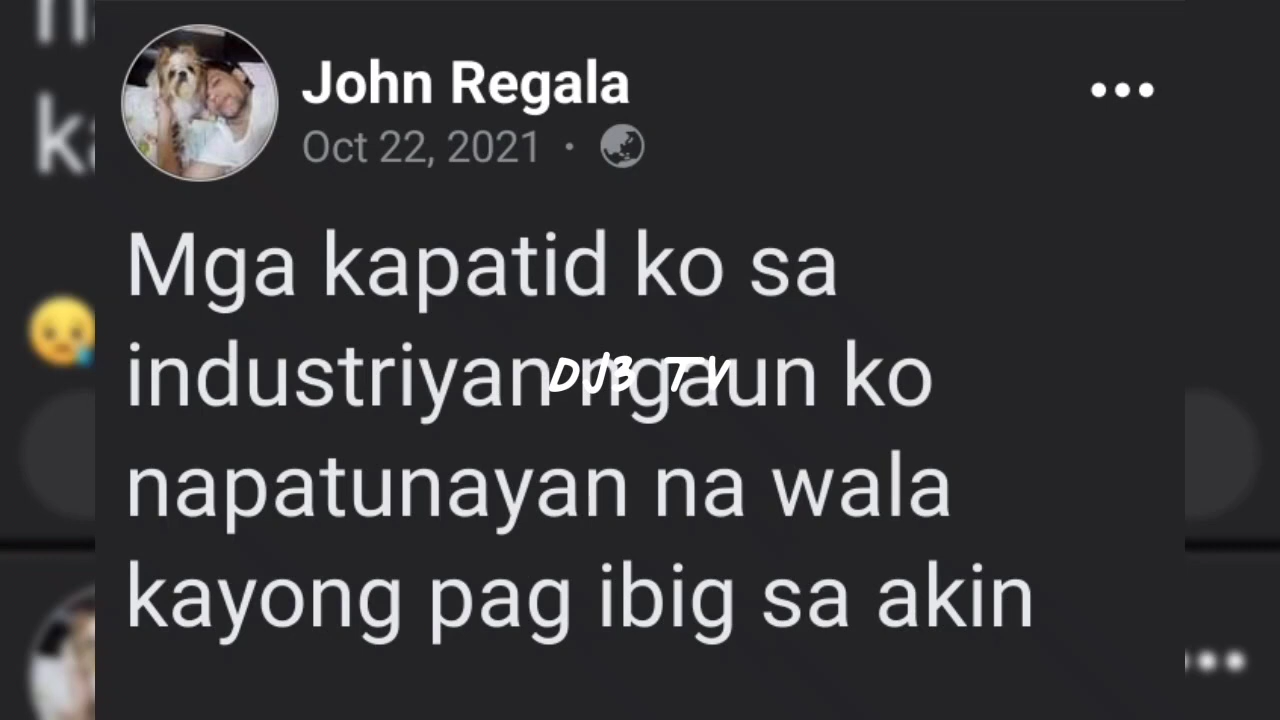 John Regala
Oct 22, 2021 ·
Mga kapatid ko sa
industriyan ngaun ko
DJB TV
napatunayan na wala
kayong pag ibig sa akin